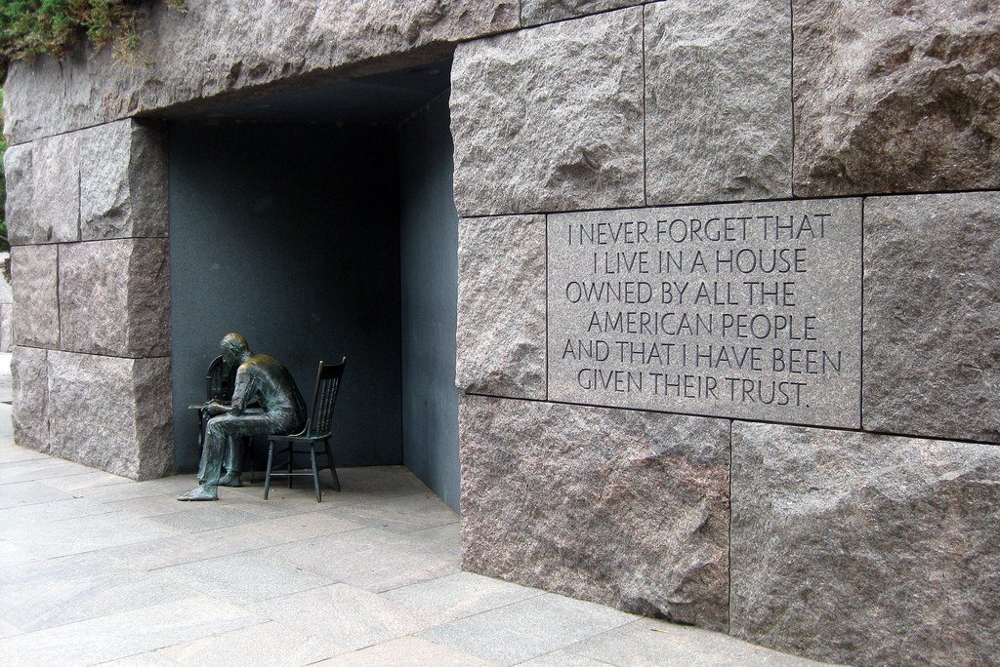 I NEVER FORGET THAT
I LIVE IN A HOUSE
OWNED BY ALL THE
AMERICAN PEOPLE
AND THAT I HAVE BEEN
GIVEN THEIR TRUST.